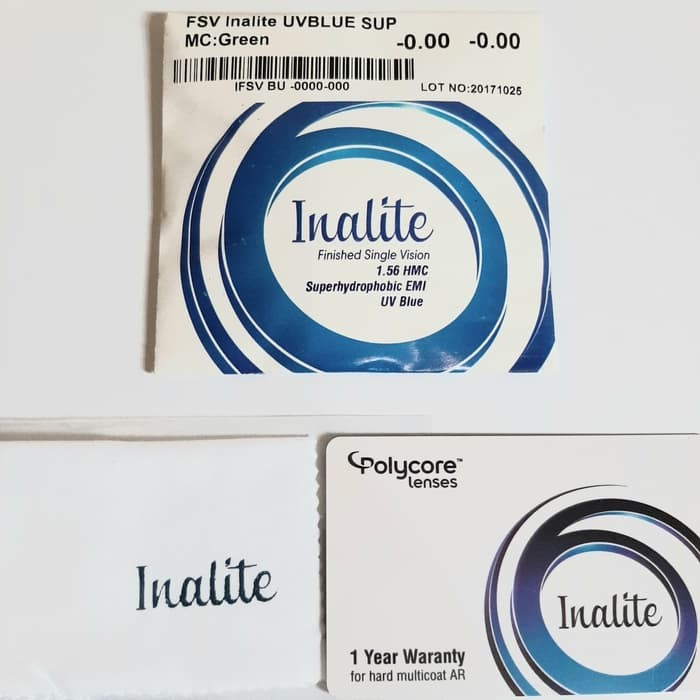 FSV Inalite UVBLUE SUP
MC:Green -0.00 -0.00
IFSV BU -0000-000 LOT NO:20171026
Inalite
Finished Single Vision
1.56 HMC
Superhydrophobic EMI
UV Blue
Inalite
Polycore™
lenses
Inalite
1 Year Waranty
for hard multicoat AR